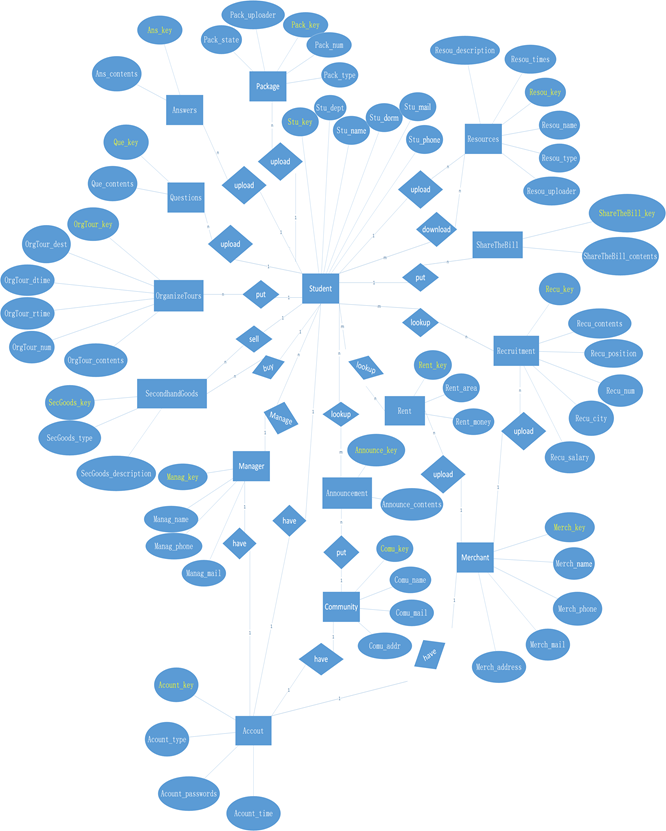 Pack_uploader
Pack_key
Pack_state
Pack_num
Package
Pack_type
Ans_key
Ans_contents
Answers
Stu_key
Stu_dept
Stu_name
Stu_dorm
Stu_mail
Stu_phone
Resou_description
Resou_times
Resou_key
Resources
Resou_name
Resou_type
Resou_uploader
upload
upload
upload
download
Que_key
Que_contents
Questions
upload
ShareTheBill_key
ShareTheBill
ShareTheBill_contents
put
OrgTour_key
OrgTour_dest
OrgTour_dtime
OrgTour_rtime
OrgTour_num
OrgTour_contents
OrganizeTours
put
Student
lookup
Recu_key
Recruitment
Recu_contents
Recu_position
Recu_num
Recu_city
Recu_salary
upload
sell
buy
SecondhandGoods
SecGoods_key
SecGoods_type
SecGoods_description
lookup
Rent_key
Rent
Rent_area
Rent_money
upload
Manage
lookup
Manager
Manag_key
Manag_name
Manag_phone
Manag_mail
Announce_key
Announcement
Announce_contents
have
have
put
Comu_key
Community
Comu_name
Comu_mail
Comu_addr
Merchant
Merch_key
Merch_name
Merch_phone
Merch_mail
Merch_address
have
have
Acount_key
Accout
Acount_type
Acount_passwords
Acount_time